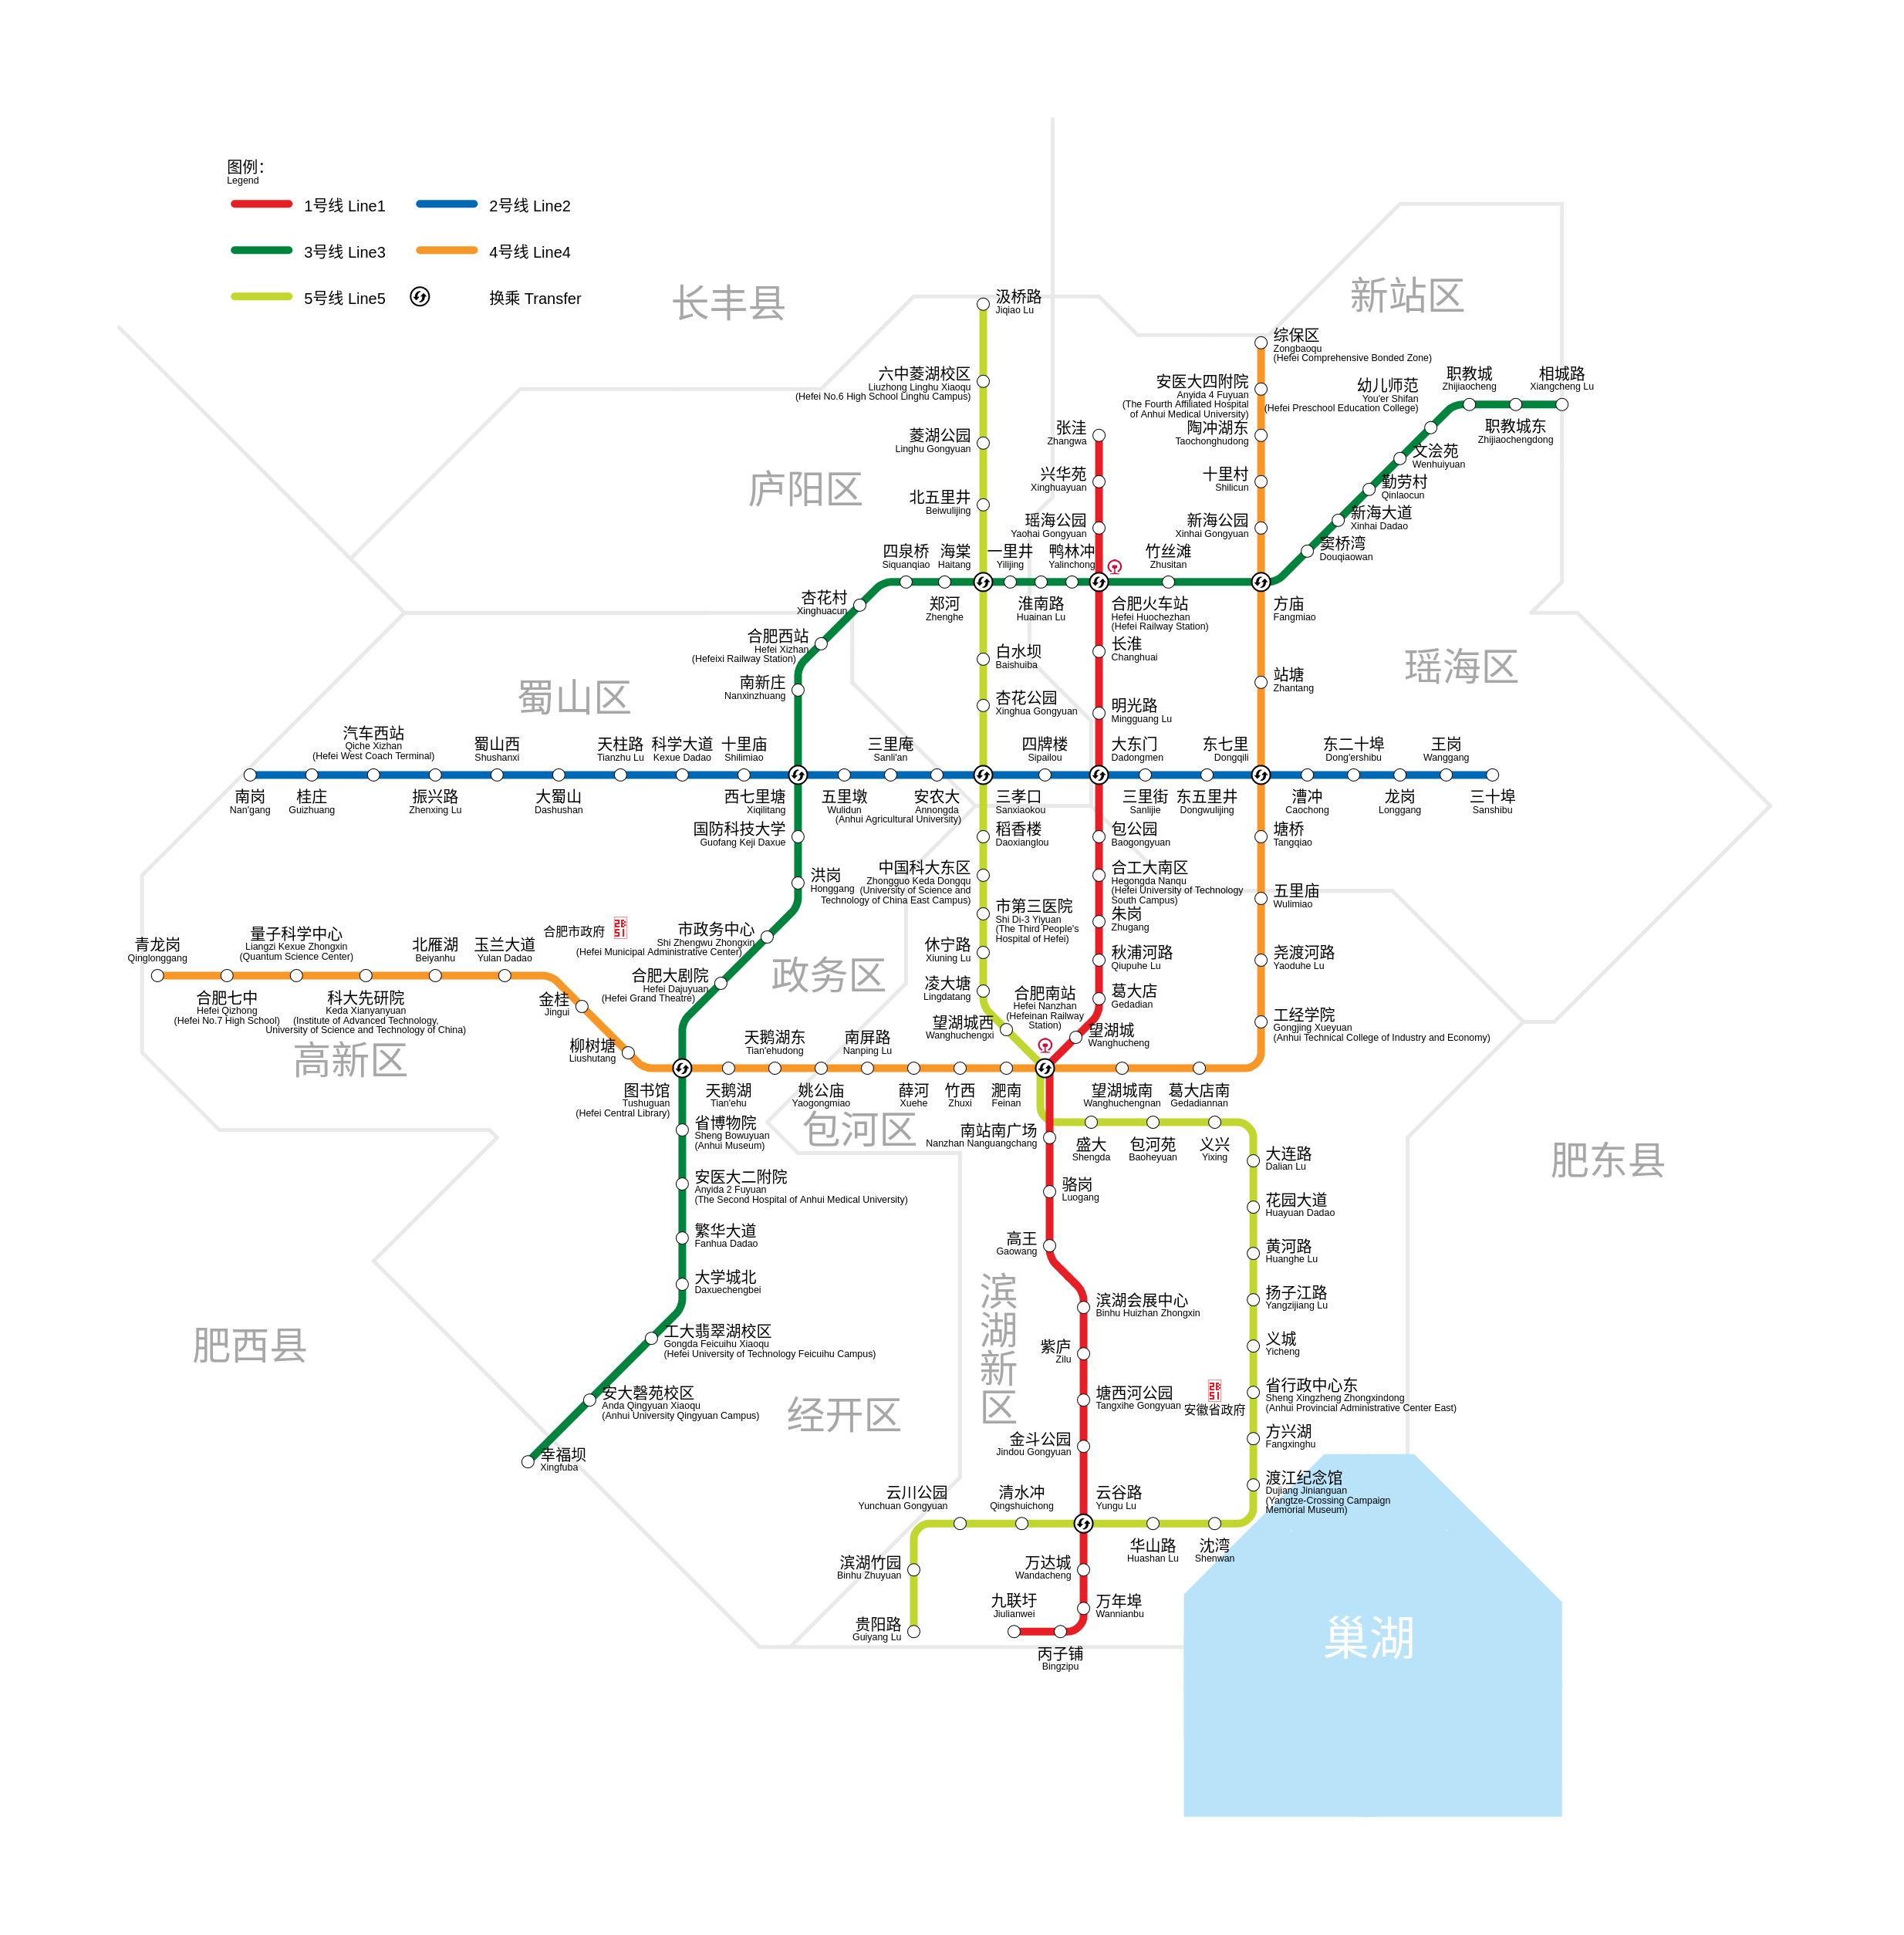 图例：
Legend
1号线 Line1
2号线 Line2
3号线 Line3
4号线 Line4
5号线 Line5
换乘 Transfer
长丰县
新站区
庐阳区
蜀山区
瑶海区
政务区
高新区
包河区
肥东县
肥西县
经开区
滨湖新区
巢湖
汲桥路
Jiqiao Lu
六中菱湖校区
Liuzhong Linghu Xiaoqu
(Hefei No.6 High School Linghu Campus)
菱湖公园
Linghu Gongyuan
北五里井
Beiwulijing
张洼
Zhangwa
兴华苑
Xinghuayuan
瑶海公园
Yaohai Gongyuan
综保区
Zongbaoqu
(Hefei Comprehensive Bonded Zone)
安医大四附院
Anyida 4 Fuyuan
(The Fourth Affiliated Hospital
of Anhui Medical University)
陶冲湖东
Taochonghudong
十里村
Shilicun
新海公园
Xinhai Gongyuan
幼儿师范
You'er Shifan
(Hefei Preschool Education College)
职教城
Zhijiaocheng
相城路
Xiangcheng Lu
职教城东
Zhijiaochengdong
文浍苑
Wenhuiyuan
勤劳村
Qinlaocun
新海大道
Xinhai Dadao
窦桥湾
Douqiaowan
四泉桥
Siquanqiao
海棠
Haitang
一里井
Yilijing
鸭林冲
Yalinchong
竹丝滩
Zhusitan
杏花村
Xinghuacun
郑河
Zhenghe
淮南路
Huainan Lu
合肥火车站
Hefei Huochezhan
(Hefei Railway Station)
方庙
Fangmiao
合肥西站
Hefei Xizhan
(Hefeixi Railway Station)
南新庄
Nanxinzhuang
白水坝
Baishuiba
杏花公园
Xinghua Gongyuan
长淮
Changhuai
明光路
Mingguang Lu
站塘
Zhantang
汽车西站
Qiche Xizhan
(Hefei West Coach Terminal)
蜀山西
Shushanxi
天柱路
Tianzhu Lu
科学大道
Kexue Dadao
十里庙
Shilimiao
三里庵
Sanli'an
四牌楼
Sipailou
大东门
Dadongmen
东七里
Dongqili
东二十埠
Dong'ershibu
王岗
Wanggang
南岗
Nan'gang
桂庄
Guizhuang
振兴路
Zhenxing Lu
大蜀山
Dashushan
西七里塘
Xiqilitang
五里墩
Wulidun
安农大
Annongda
(Anhui Agricultural University)
三孝口
Sanxiaokou
三里街
Sanlijie
东五里井
Dongwulijing
漕冲
Caochong
龙岗
Longgang
三十埠
Sanshibu
国防科技大学
Guofang Keji Daxue
稻香楼
Daoxianglou
包公园
Baogongyuan
塘桥
Tangqiao
洪岗
Honggang
中国科大东区
Zhongguo Keda Dongqu
(University of Science and
Technology of China East Campus)
合工大南区
Hegongda Nanqu
(Hefei University of Technology
South Campus)
五里庙
Wulimiao
市第三医院
Shi Di-3 Yiyuan
(The Third People's
Hospital of Hefei)
朱岗
Zhugang
合肥市政府
市政务中心
Shi Zhengwu Zhongxin
(Hefei Municipal Administrative Center)
休宁路
Xiuning Lu
秋浦河路
Qiupuhe Lu
尧渡河路
Yaoduhe Lu
青龙岗
Qinglonggang
量子科学中心
Liangzi Kexue Zhongxin
(Quantum Science Center)
北雁湖
Beiyanhu
玉兰大道
Yulan Dadao
合肥七中
Hefei Qizhong
(Hefei No.7 High School)
科大先研院
Keda Xianyanyuan
(Institute of Advanced Technology,
University of Science and Technology of China)
金桂
Jingui
柳树塘
Liushutang
合肥大剧院
Hefei Dajuyuan
(Hefei Grand Theatre)
凌大塘
Lingdatang
望湖城西
Wanghuchengxi
合肥南站
Hefei Nanzhan
(Hefeinan Railway
Station)
葛大店
Gedadian
望湖城
Wanghucheng
工经学院
Gongjing Xueyuan
(Anhui Technical College of Industry and Economy)
天鹅湖东
Tian'ehudong
南屏路
Nanping Lu
图书馆
Tushuguan
(Hefei Central Library)
天鹅湖
Tian'ehu
姚公庙
Yaogongmiao
薛河
Xuehe
竹西
Zhuxi
淝南
Feinan
望湖城南
Wanghuchengnan
葛大店南
Gedadiannan
省博物院
Sheng Bowuyuan
(Anhui Museum)
南站南广场
Nanzhan Nanguangchang
盛大
Shengda
包河苑
Baoheyuan
义兴
Yixing
大连路
Dalian Lu
安医大二附院
Anyida 2 Fuyuan
(The Second Hospital of Anhui Medical University)
骆岗
Luogang
花园大道
Huayuan Dadao
繁华大道
Fanhua Dadao
高王
Gaowang
黄河路
Huanghe Lu
大学城北
Daxuechengbei
滨湖会展中心
Binhu Huizhan Zhongxin
扬子江路
Yangzijiang Lu
工大翡翠湖校区
Gongda Feicuihu Xiaoqu
(Hefei University of Technology Feicuihu Campus)
紫庐
Zilu
义城
Yicheng
安大磬苑校区
Anda Qingyuan Xiaoqu
(Anhui University Qingyuan Campus)
塘西河公园
Tangxihe Gongyuan
安徽省政府
省行政中心东
Sheng Xingzheng Zhongxindong
(Anhui Provincial Administrative Center East)
幸福坝
Xingfuba
金斗公园
Jindou Gongyuan
方兴湖
Fangxinghu
渡江纪念馆
Dujiang Jinianguan
(Yangtze-Crossing Campaign
Memorial Museum)
云川公园
Yunchuan Gongyuan
清水冲
Qingshuichong
云谷路
Yungu Lu
华山路
Huashan Lu
沈湾
Shenwan
滨湖竹园
Binhu Zhuyuan
万达城
Wandacheng
贵阳路
Guiyang Lu
九联圩
Jiulianwei
万年埠
Wannianbu
丙子铺
Bingzipu